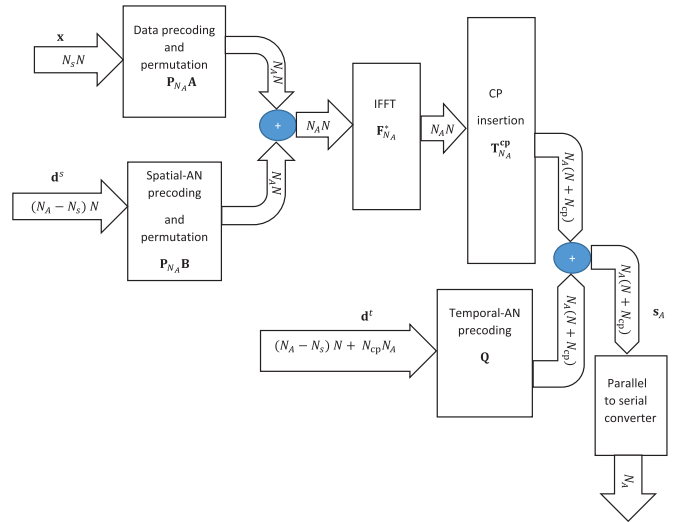 x
N_s N
Data precoding
and
permutation
P_{N_A} A
N_A N
d^s
(N_A − N_s) N
Spatial-AN
precoding
and
permutation
P_{N_A} B
N_A N
+
N_A N
IFFT
F^*_{N_A}
N_A N
CP
insertion
T^{cp}_{N_A}
N_A(N + N_cp)
+
d^t
(N_A − N_s) N + N_cp N_A
Temporal-AN
precoding
Q
N_A(N + N_cp)
N_A(N + N_cp)
s_A
Parallel
to serial
converter
N_A